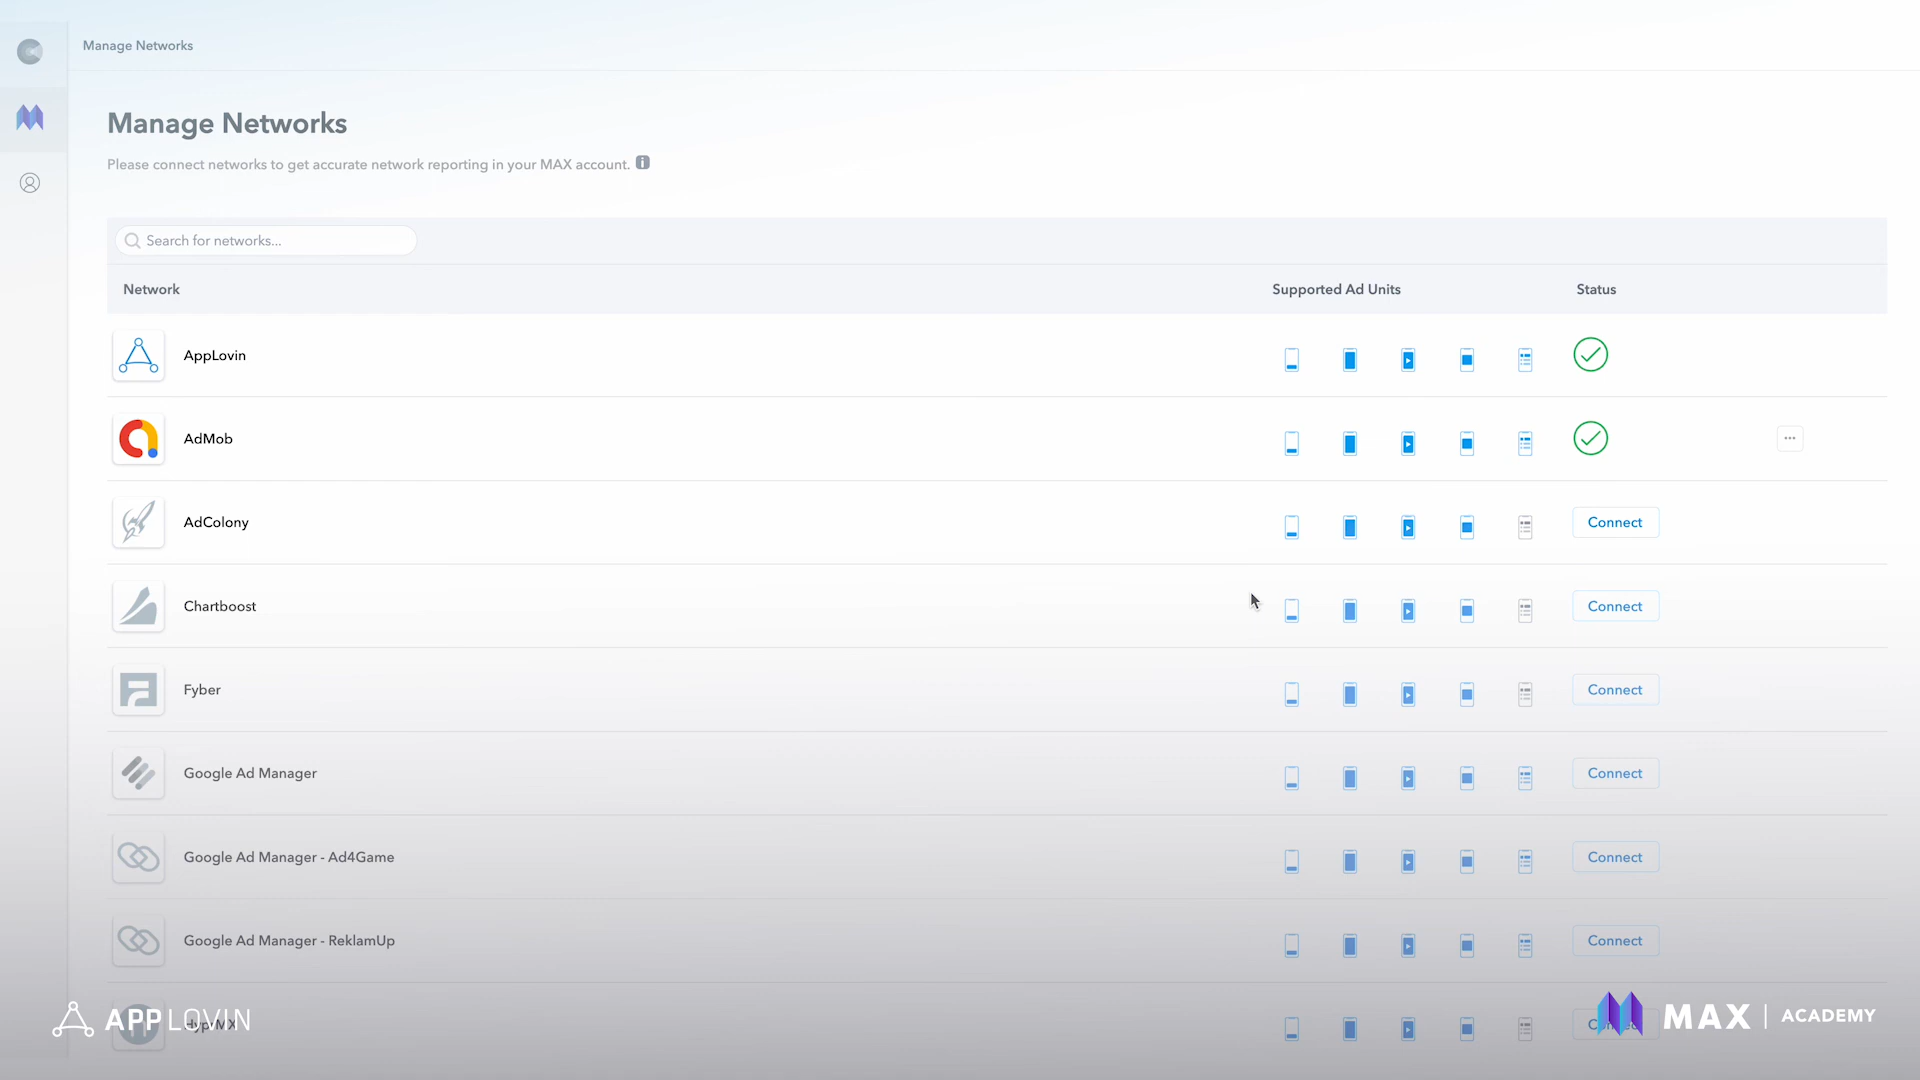 Manage Networks
Manage Networks
Please connect networks to get accurate network reporting in your MAX account.
Search for networks...
Network Supported Ad Units Status
AppLovin
AdMob
AdColony Connect
Chartboost Connect
Fyber Connect
Google Ad Manager Connect
Google Ad Manager - Ad4Game Connect
Google Ad Manager - ReklamUp Connect
APPLOVIN
MAX | ACADEMY